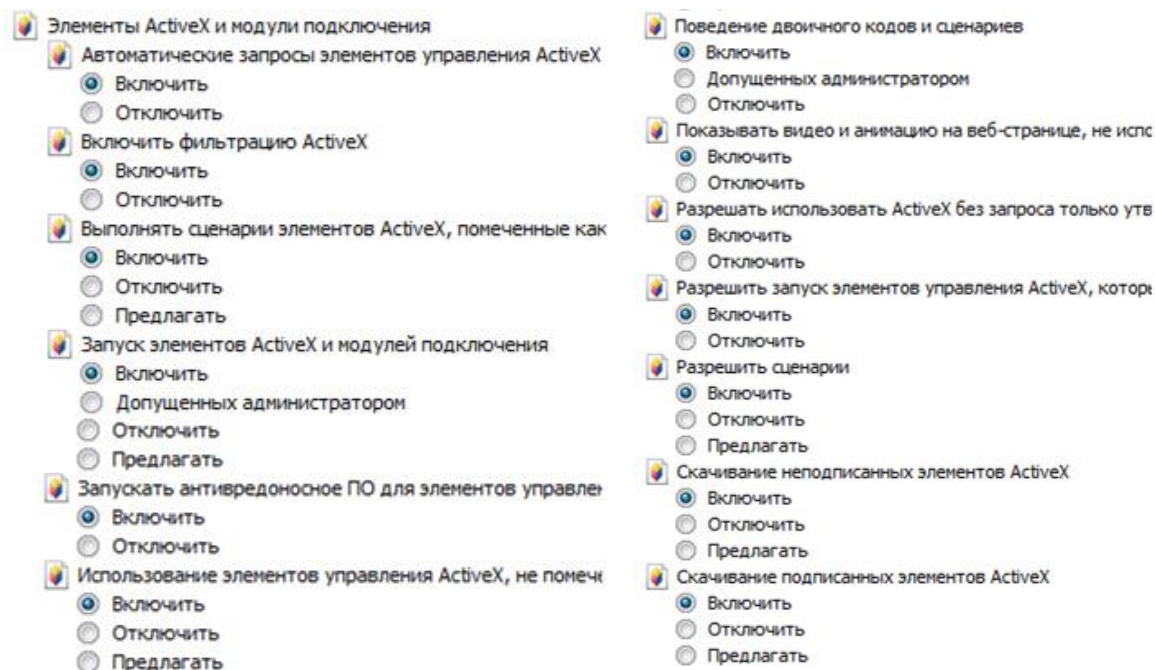 Элементы ActiveX и модули подключения
Автоматические запросы элементов управления ActiveX
Включить
Отключить
Включить фильтрацию ActiveX
Включить
Отключить
Выполнять сценарии элементов ActiveX, помеченные как
Включить
Отключить
Предлагать
Запуск элементов ActiveX и модулей подключения
Включить
Допущенных администратором
Отключить
Предлагать
Запускать антивредоносное ПО для элементов управлен
Включить
Отключить
Использование элементов управления ActiveX, не помече
Включить
Отключить
Предлагать
Поведение двоичного кодов и сценариев
Включить
Допущенных администратором
Отключить
Показывать видео и анимацию на веб-странице, не испо
Включить
Отключить
Разрешать использовать ActiveX без запроса только утв
Включить
Отключить
Разрешить запуск элементов управления ActiveX, которы
Включить
Отключить
Разрешить сценарии
Включить
Отключить
Предлагать
Скачивание неподписанных элементов ActiveX
Включить
Отключить
Предлагать
Скачивание подписанных элементов ActiveX
Включить
Отключить
Предлагать